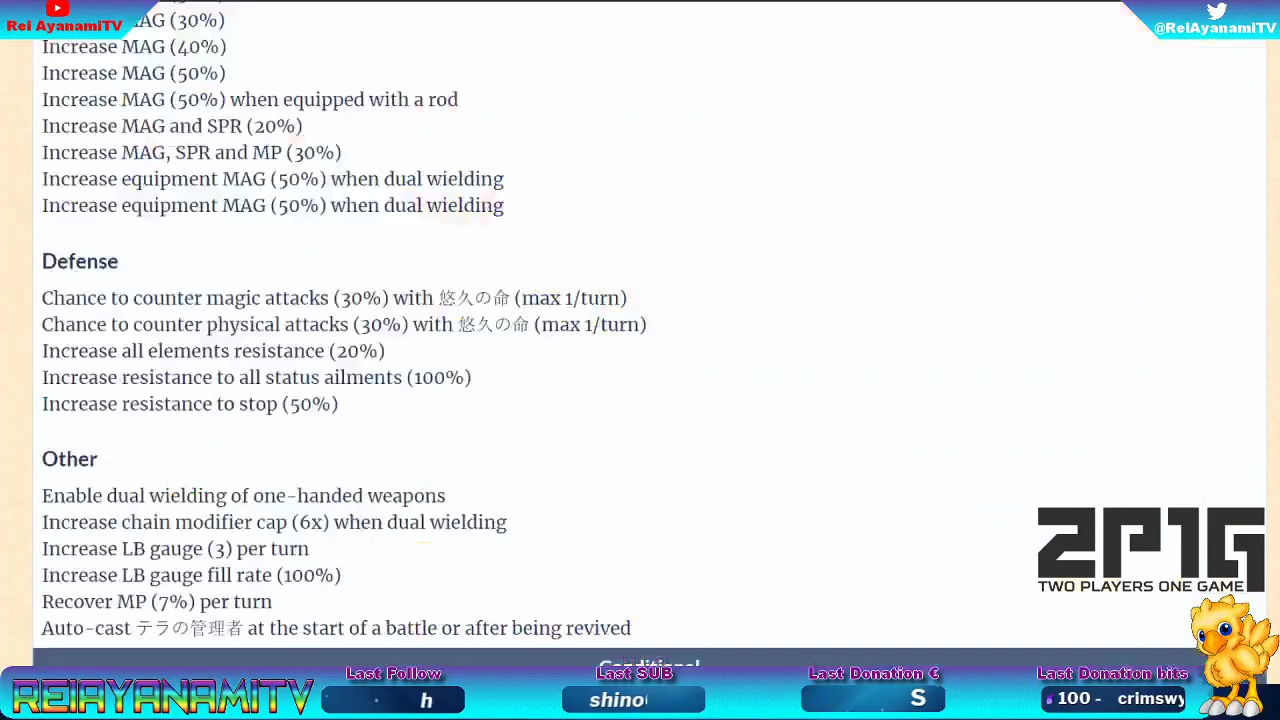 Rei AyanamiTV
@ReiAyanamiTV
MAG (30%)
Increase MAG (40%)
Increase MAG (50%)
Increase MAG (50%) when equipped with a rod
Increase MAG and SPR (20%)
Increase MAG, SPR and MP (30%)
Increase equipment MAG (50%) when dual wielding
Increase equipment MAG (50%) when dual wielding
Defense
Chance to counter magic attacks (30%) with 悠久の命 (max 1/turn)
Chance to counter physical attacks (30%) with 悠久の命 (max 1/turn)
Increase all elements resistance (20%)
Increase resistance to all status ailments (100%)
Increase resistance to stop (50%)
Other
Enable dual wielding of one-handed weapons
Increase chain modifier cap (6x) when dual wielding
Increase LB gauge (3) per turn
Increase LB gauge fill rate (100%)
Recover MP (7%) per turn
Auto-cast テラの管理者 at the start of a battle or after being revived
2P1G
TWO PLAYERS ONE GAME
Conditional
REIAYANAMITV
Last Follow
h
Last SUB
shino
Last Donation €
S
Last Donation bits
100 - crimswy